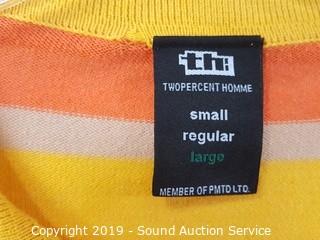 th:
TWOPERCENT HOMME
small
regular
large
MEMBER OF PMTD LTD.
Copyright 2019 - Sound Auction Service